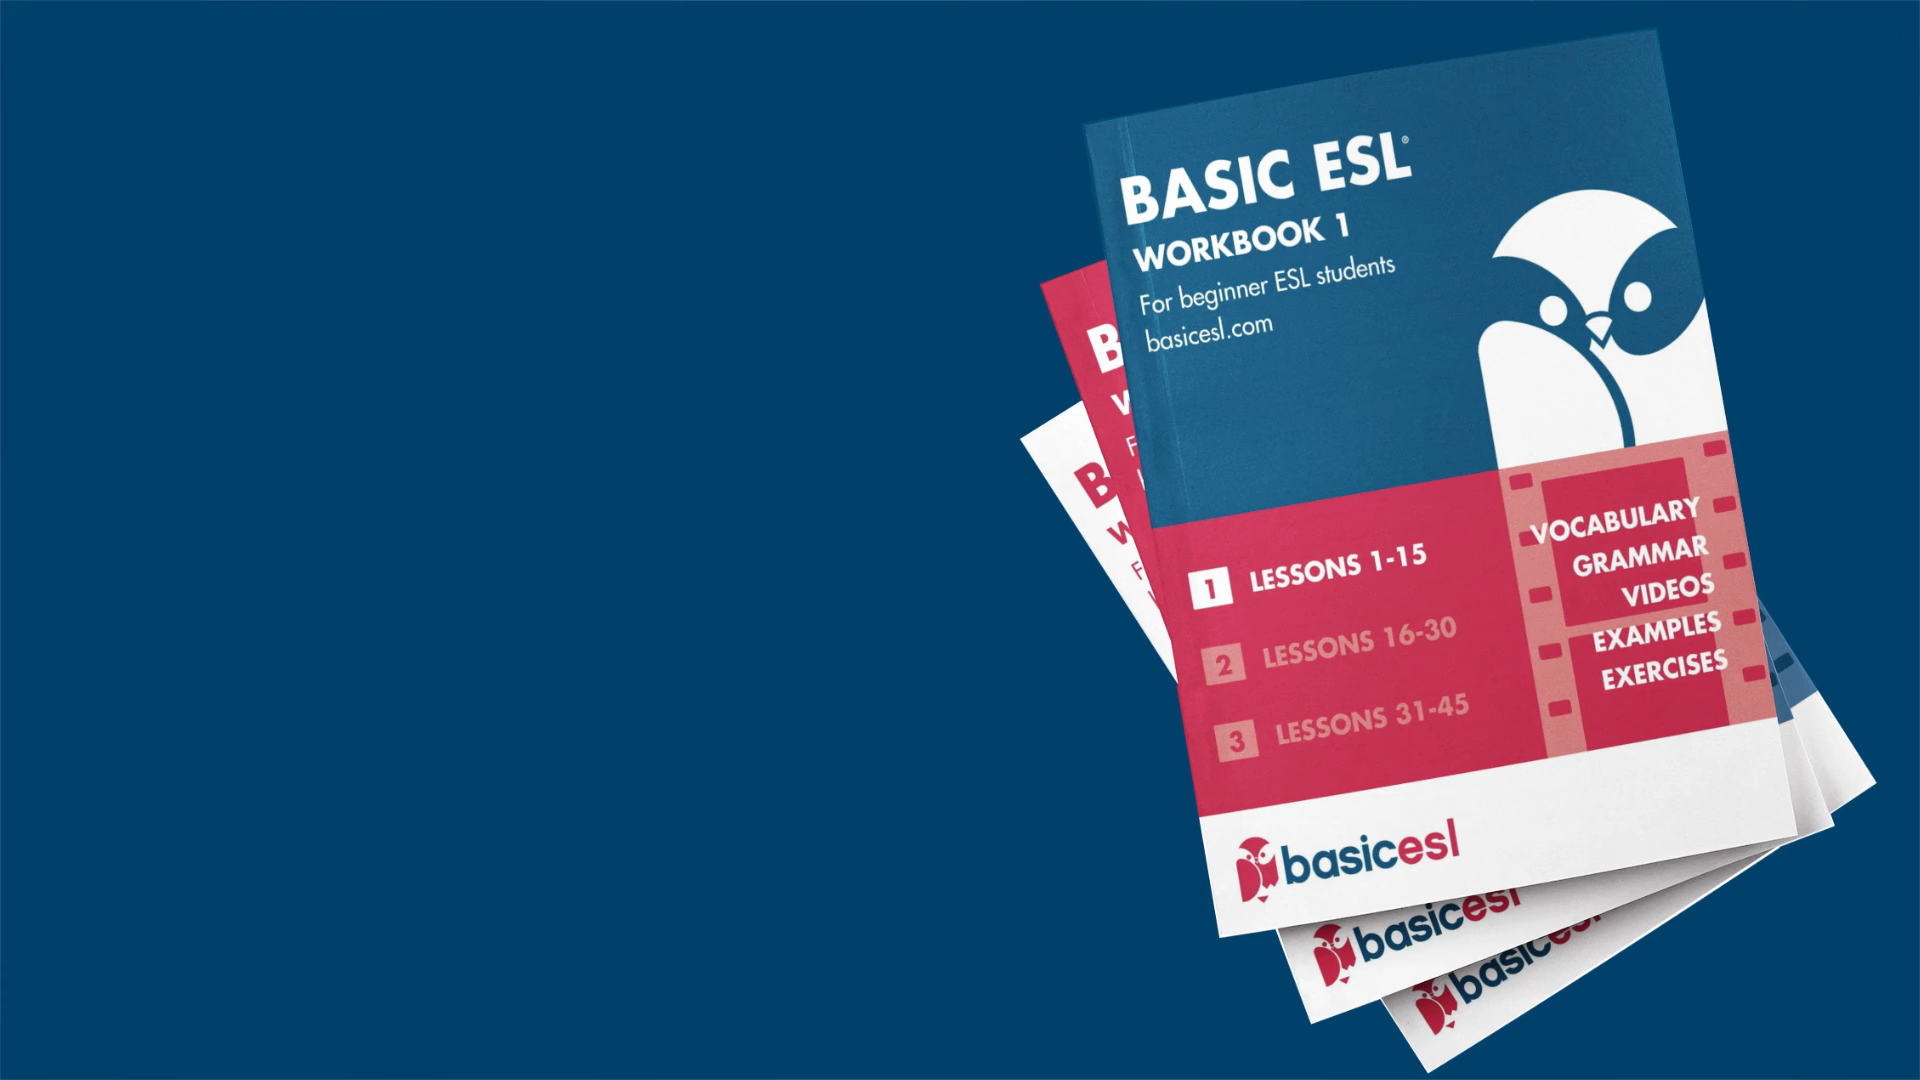 BASIC ESL®
WORKBOOK 1
For beginner ESL students
basicesl.com
1 LESSONS 1-15
2 LESSONS 16-30
3 LESSONS 31-45
VOCABULARY
GRAMMAR
VIDEOS
EXAMPLES
EXERCISES
basicesl
B
W
F
B
W
F
basicesl
basicesl